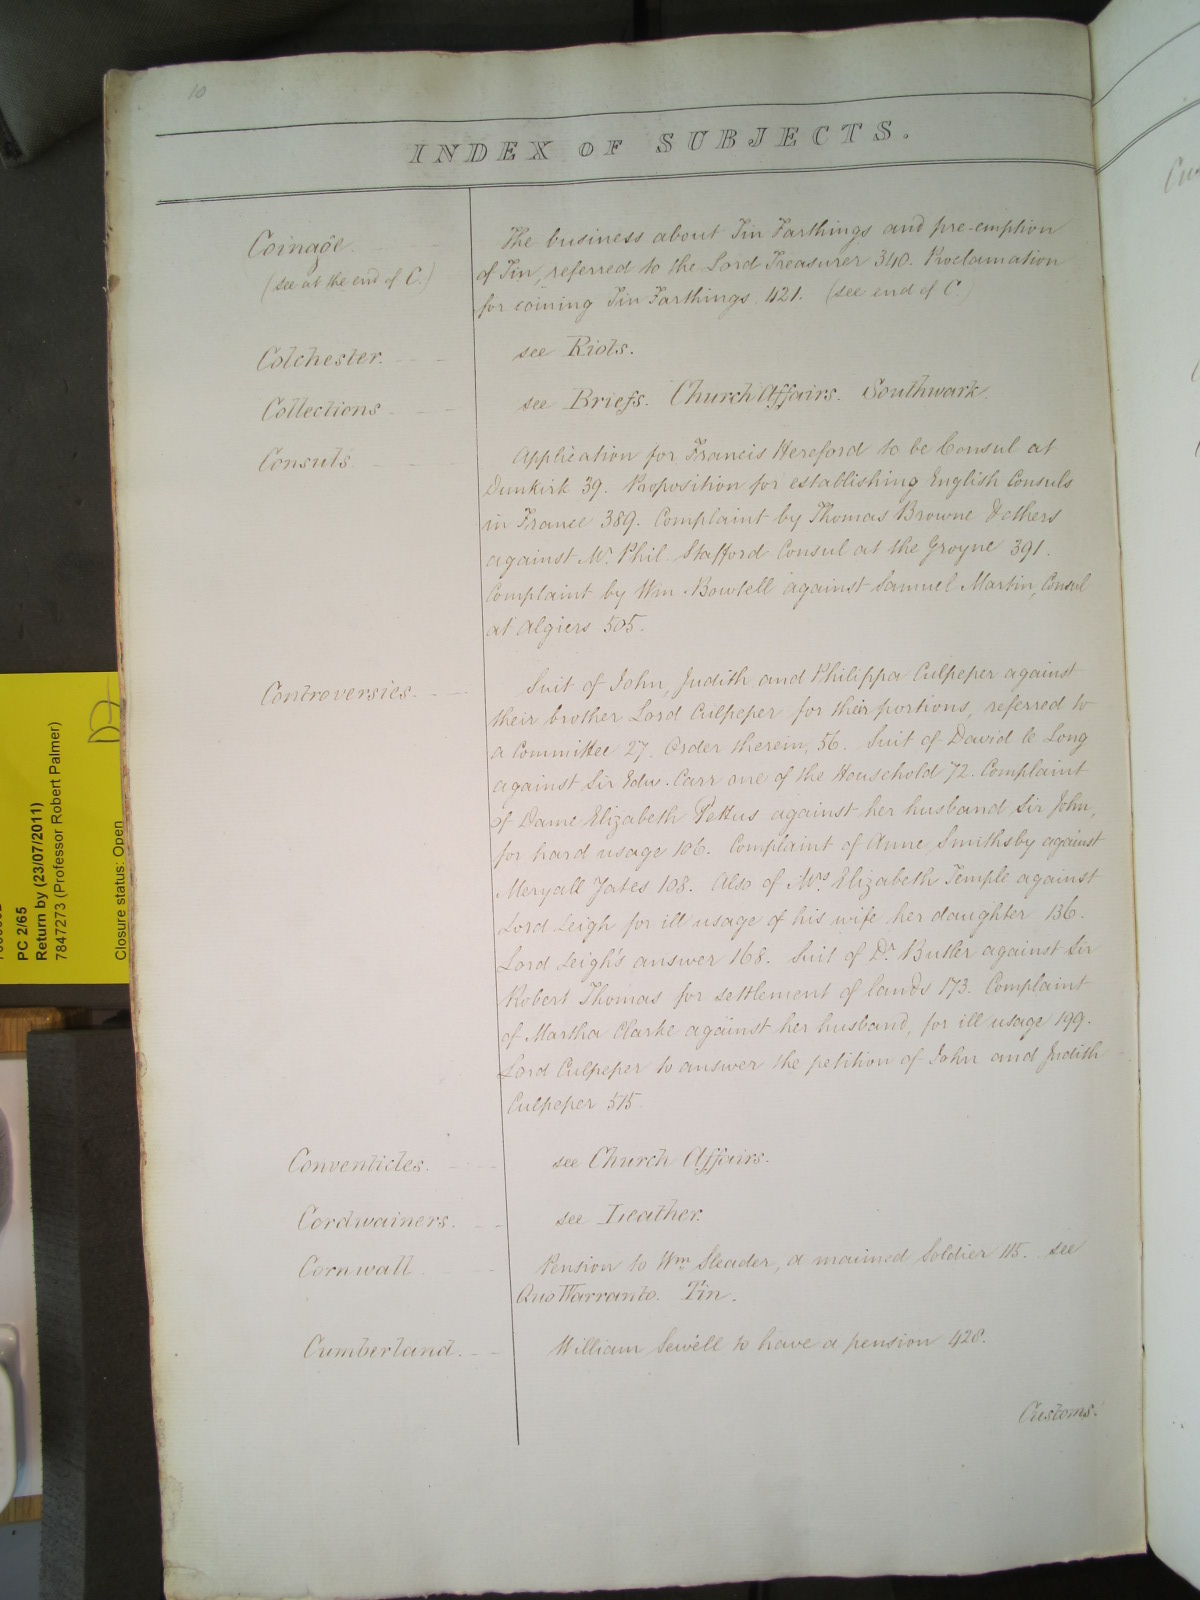 10
INDEX OF SUBJECTS.
Coinage
(see at the end of C.)
The business about Tin Farthings and pre-emption
of Tin, referred to the Lord Treasurer 340. Proclamation
for coining Tin Farthings. 421. (see end of C.)
Colchester.
see Riots.
Collections
see Briefs. Church Affairs. Southwark.
Consuls.
Application for Francis Hereford to be Consul at
Dunkirk 39. Proposition for establishing English Consuls
in France 389. Complaint by Thomas Browne & others
against Mr. Phil. Stafford Consul at the Groyne 391.
Complaint by Wm. Bowtell against Samuel Martin, Consul
at Algiers 505.
Controversies.
Suit of John, Judith and Philippa Culpeper against
their brother Lord Culpeper for their portions, referred to
a Committee 27. Order therein, 56. Suit of David le Long
against Sir Edw. Carr one of the Household 72. Complaint
of Dame Elizabeth Pettus against her husband Sir John,
for hard usage 106. Complaint of Anne Smithsby against
Meryall Yates 108. Also of Mrs. Elizabeth Temple against
Lord Leigh for ill usage of his wife her daughter 136.
Lord Leigh's answer 168. Suit of Dr. Butler against Sir
Robert Thomas for settlement of lands 173. Complaint
of Martha Clarke against her husband, for ill usage 199.
Lord Culpeper to answer the petition of John and Judith
Culpeper 515.
Conventicles.
see Church Affairs.
Cordwainers.
see Leather.
Cornwall
Pension to Wm. Sleader, a maimed Soldier 115. see
Quo Warranto. Tin.
Cumberland.
William Sewell to have a pension 428.
Customs.
PC 2/65
Return by (23/07/2011)
7847273 (Professor Robert Palmer)
Closure status: Open